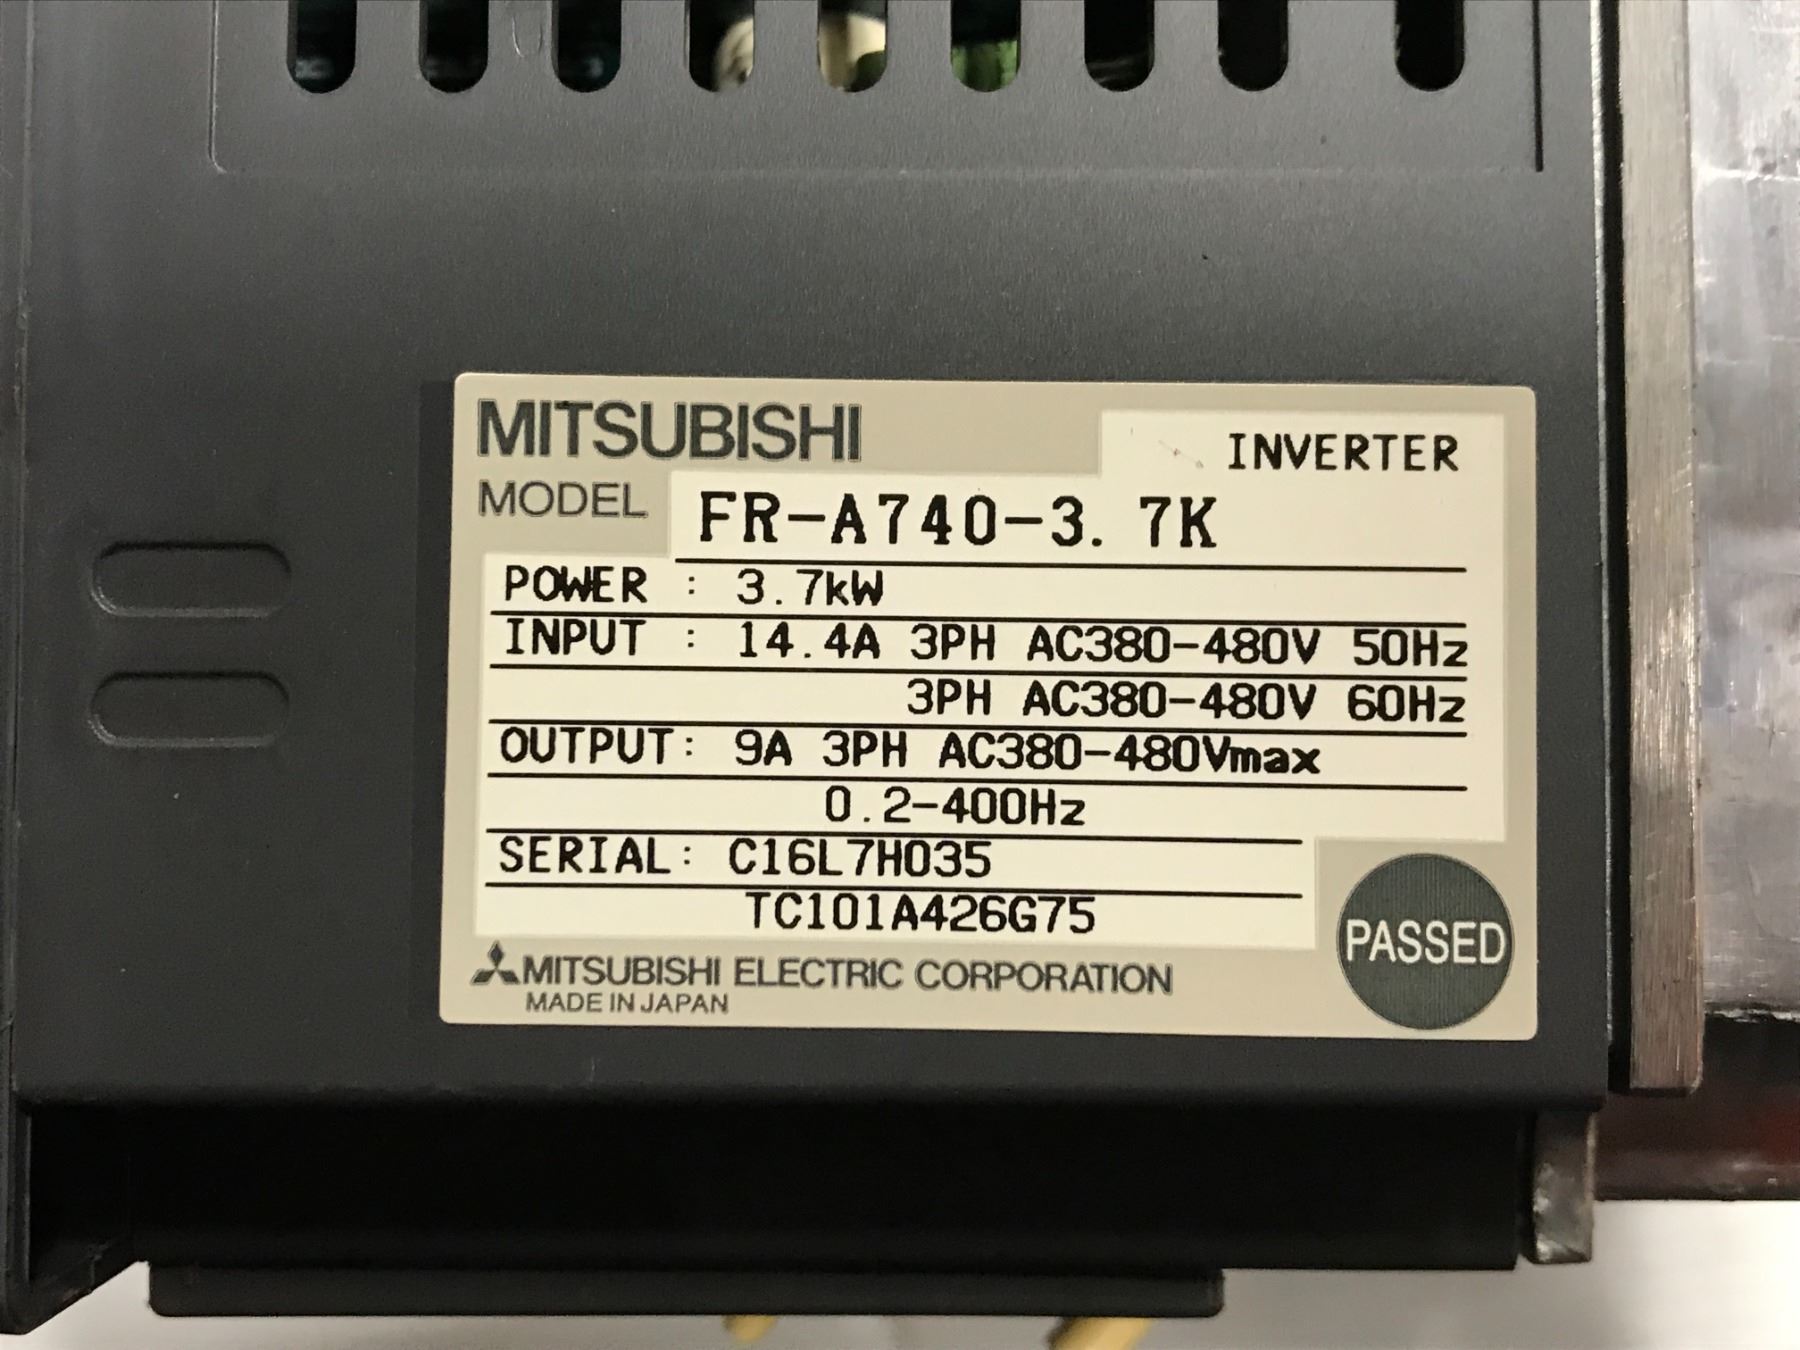 MITSUBISHI
INVERTER
MODEL FR-A740-3.7K
POWER : 3.7kW
INPUT : 14.4A 3PH AC380-480V 50Hz
3PH AC380-480V 60Hz
OUTPUT: 9A 3PH AC380-480Vmax
0.2-400Hz
SERIAL: C16L7H035
TC101A426G75
PASSED
MITSUBISHI ELECTRIC CORPORATION
MADE IN JAPAN